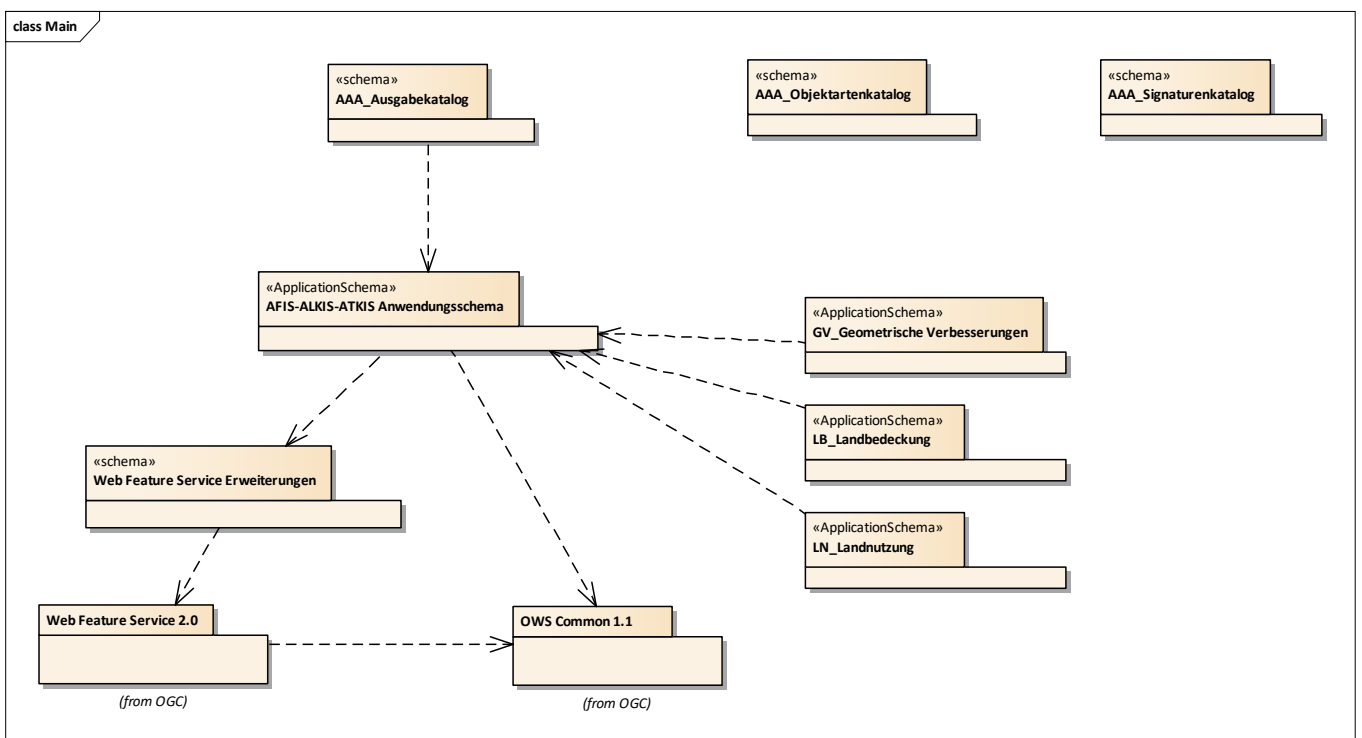 class Main
«schema»
AAA_Ausgabekatalog
«schema»
AAA_Objektartenkatalog
«schema»
AAA_Signaturenkatalog
«ApplicationSchema»
AFIS-ALKIS-ATKIS Anwendungsschema
«ApplicationSchema»
GV_Geometrische Verbesserungen
«ApplicationSchema»
LB_Landbedeckung
«schema»
Web Feature Service Erweiterungen
«ApplicationSchema»
LN_Landnutzung
Web Feature Service 2.0
(from OGC)
OWS Common 1.1
(from OGC)